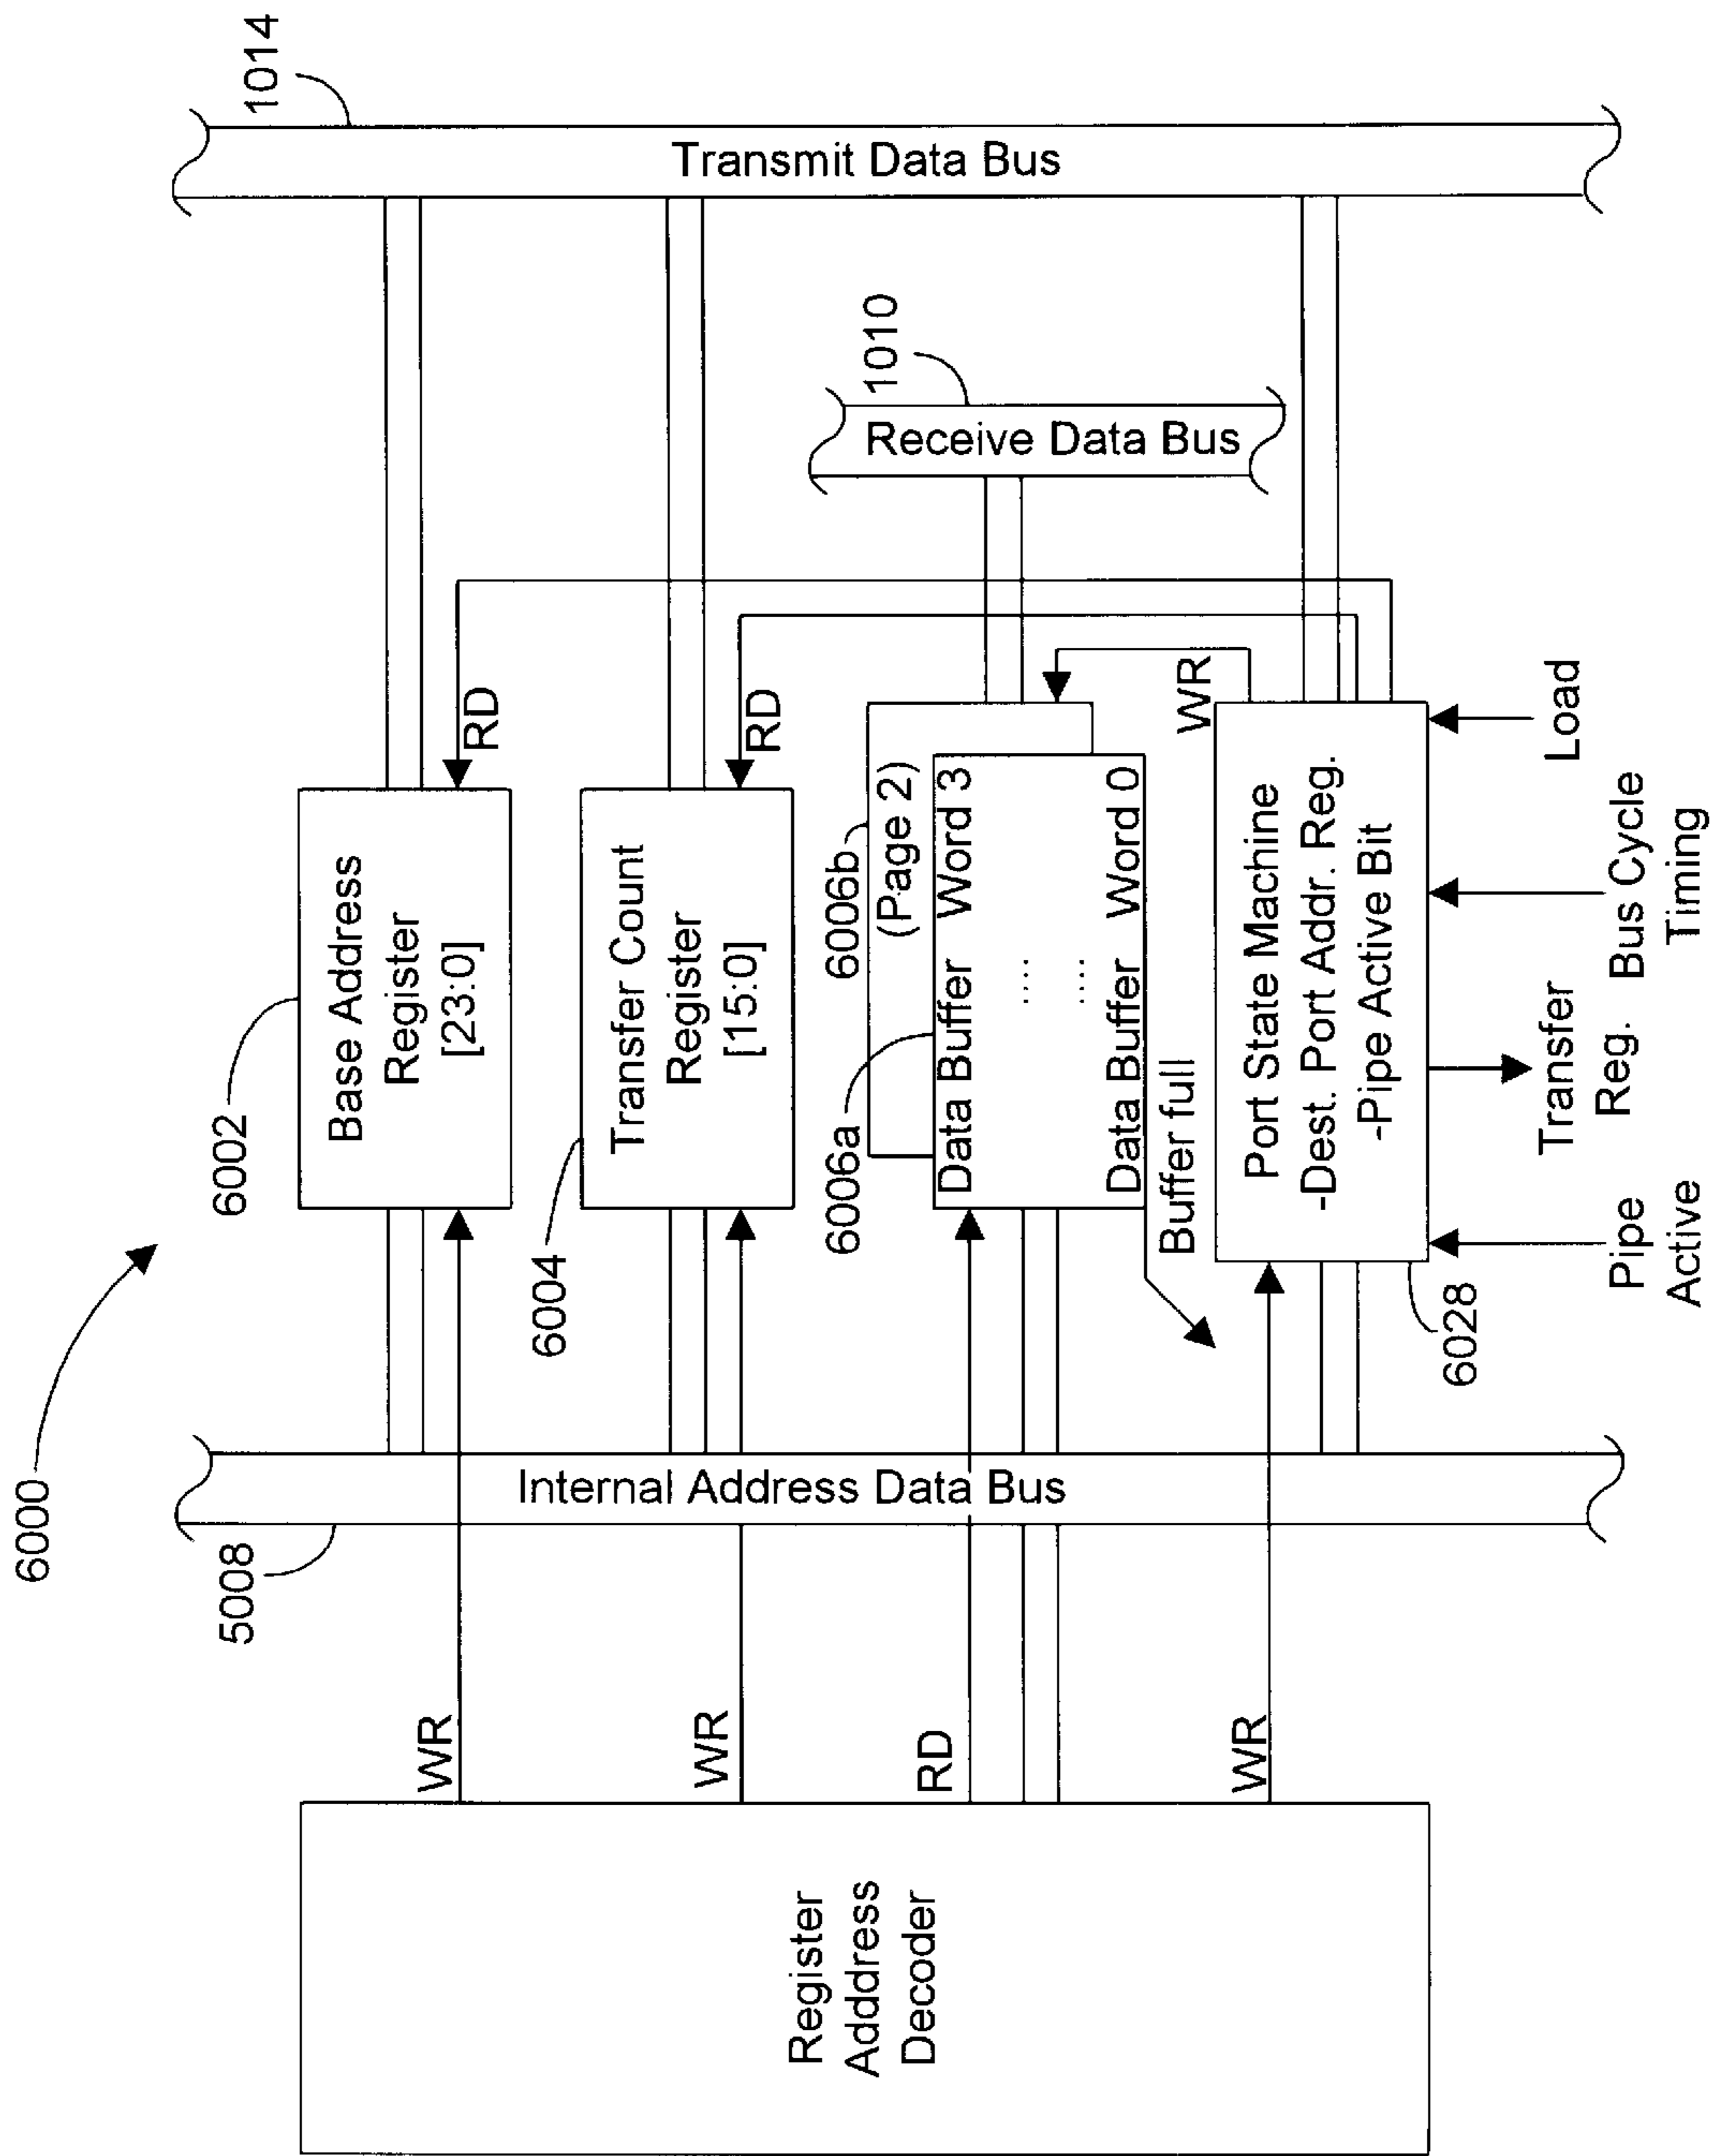 6000
5008
6002
1014
WR
Base Address
Register
[23:0]
RD
6004
WR
Transfer Count
Register
[15:0]
RD
Register
Adddress
Decoder
Internal Address Data Bus
Transmit Data Bus
6006a
6006b
1010
(Page 2)
RD
Data Buffer Word 3
....
....
Data Buffer Word 0
Receive Data Bus
Buffer full
WR
WR
Port State Machine
-Dest. Port Addr. Reg.
-Pipe Active Bit
6028
Pipe
Active
Transfer
Reg.
Bus Cycle
Timing
Load